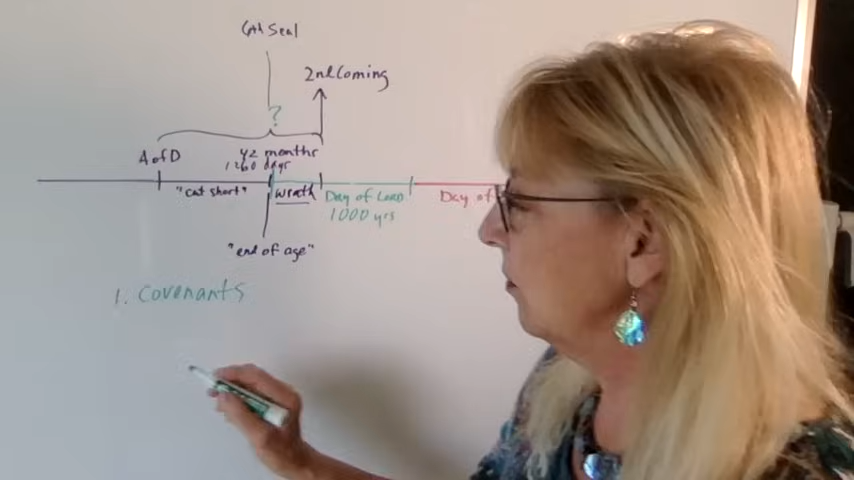 6th Seal
2nd Coming
?
A of D
42 months
1260 days
"cut short"
wrath
Day of Lord
Day of
1000 yrs
"end of age"
1. Covenants